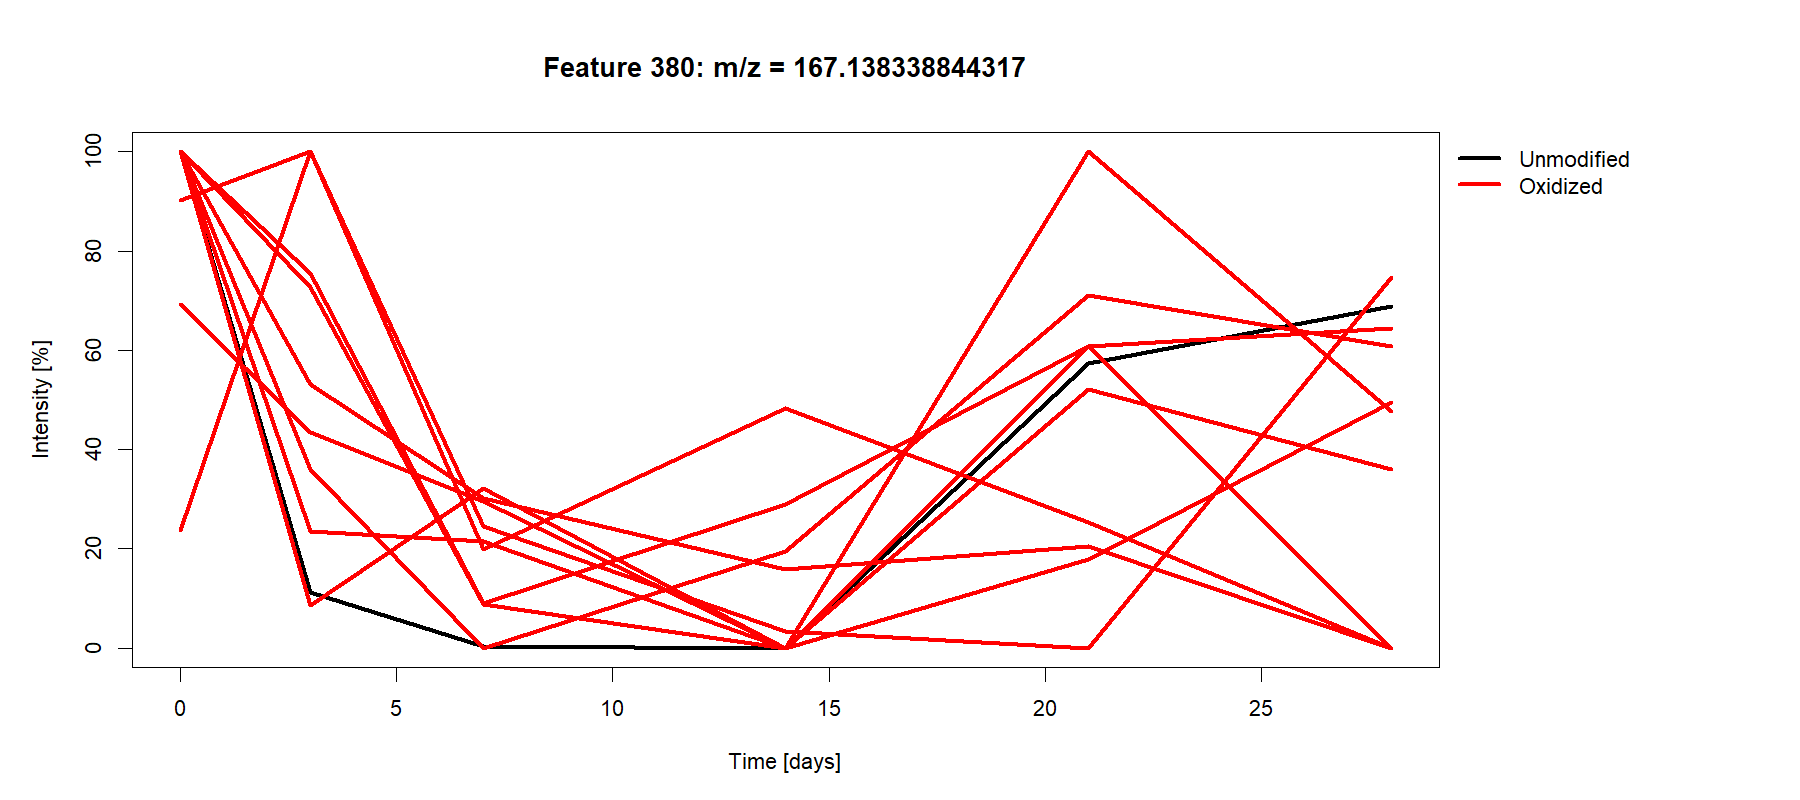 Feature 380: m/z = 167.138338844317
Unmodified
Oxidized
Intensity [%]
100
80
60
40
20
0
0 5 10 15 20 25
Time [days]